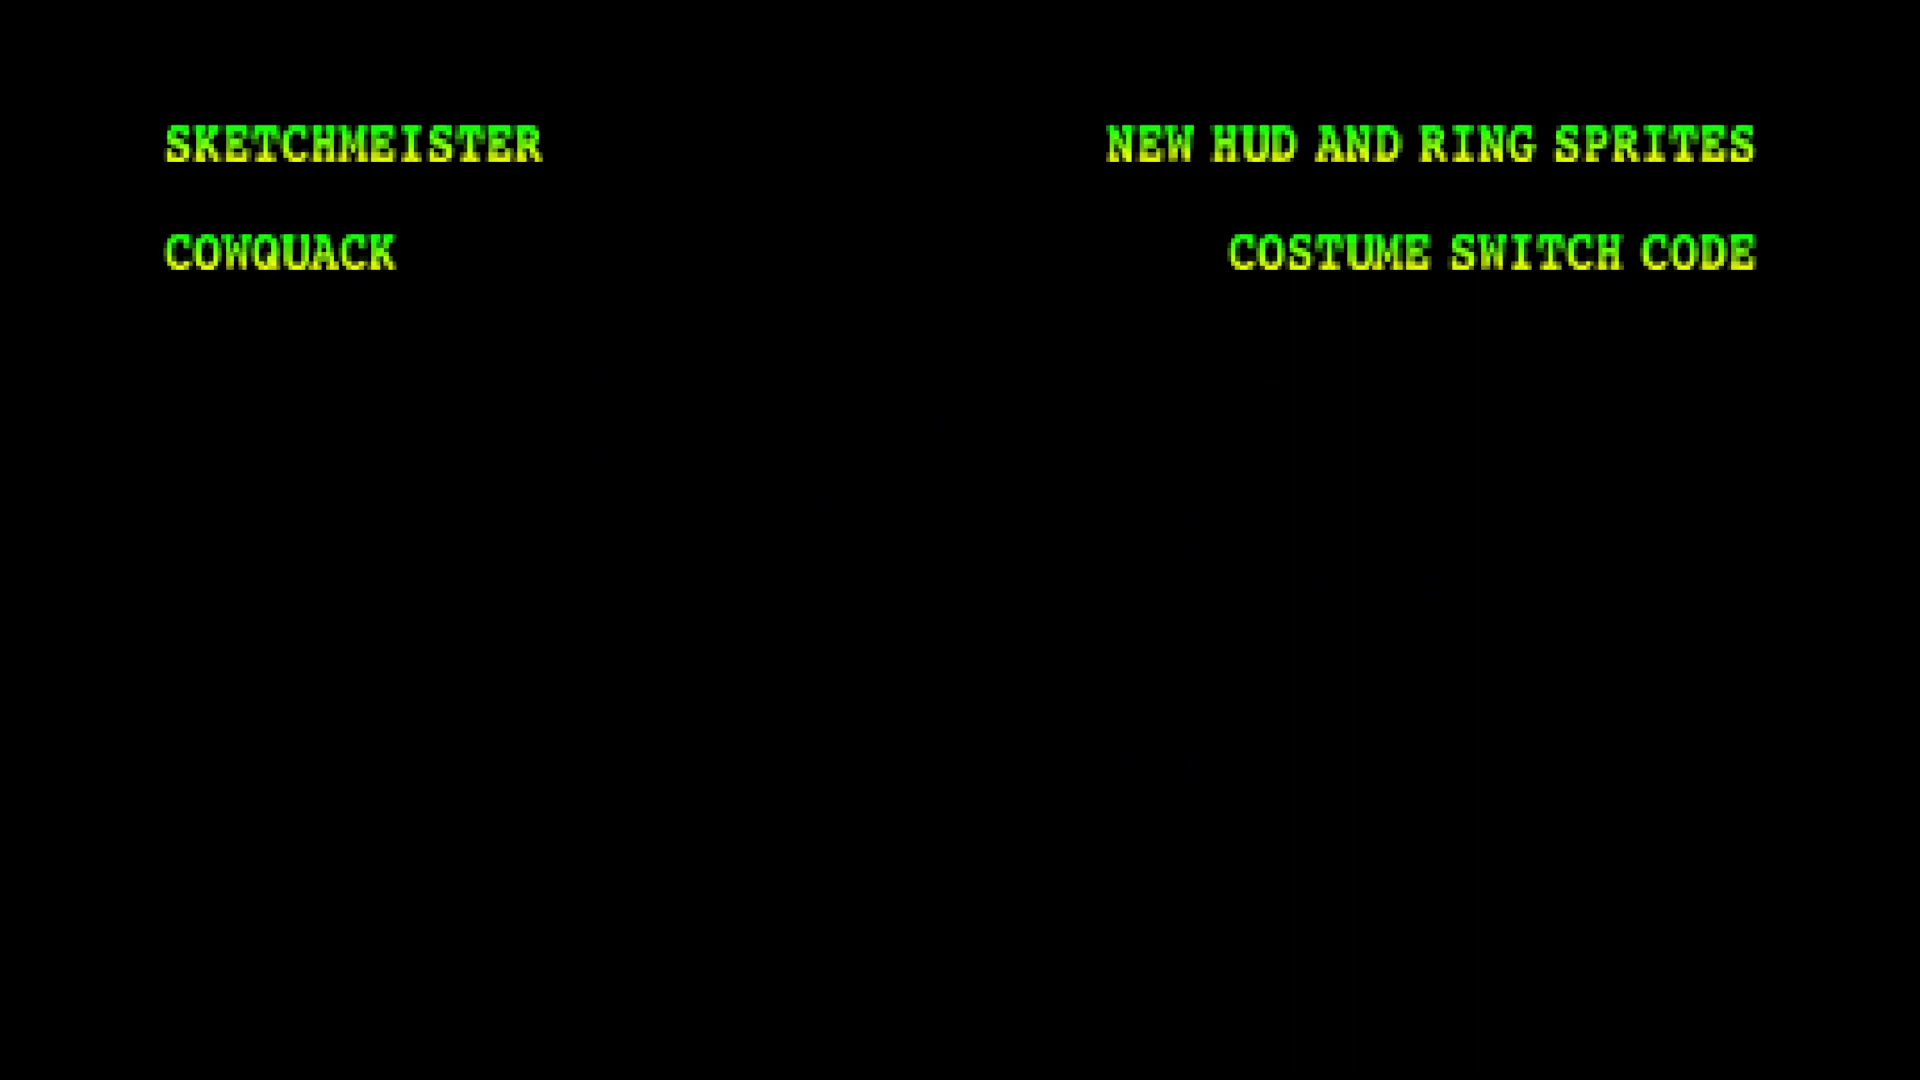 SKETCHMEISTER NEW HUD AND RING SPRITES
COWQUACK COSTUME SWITCH CODE